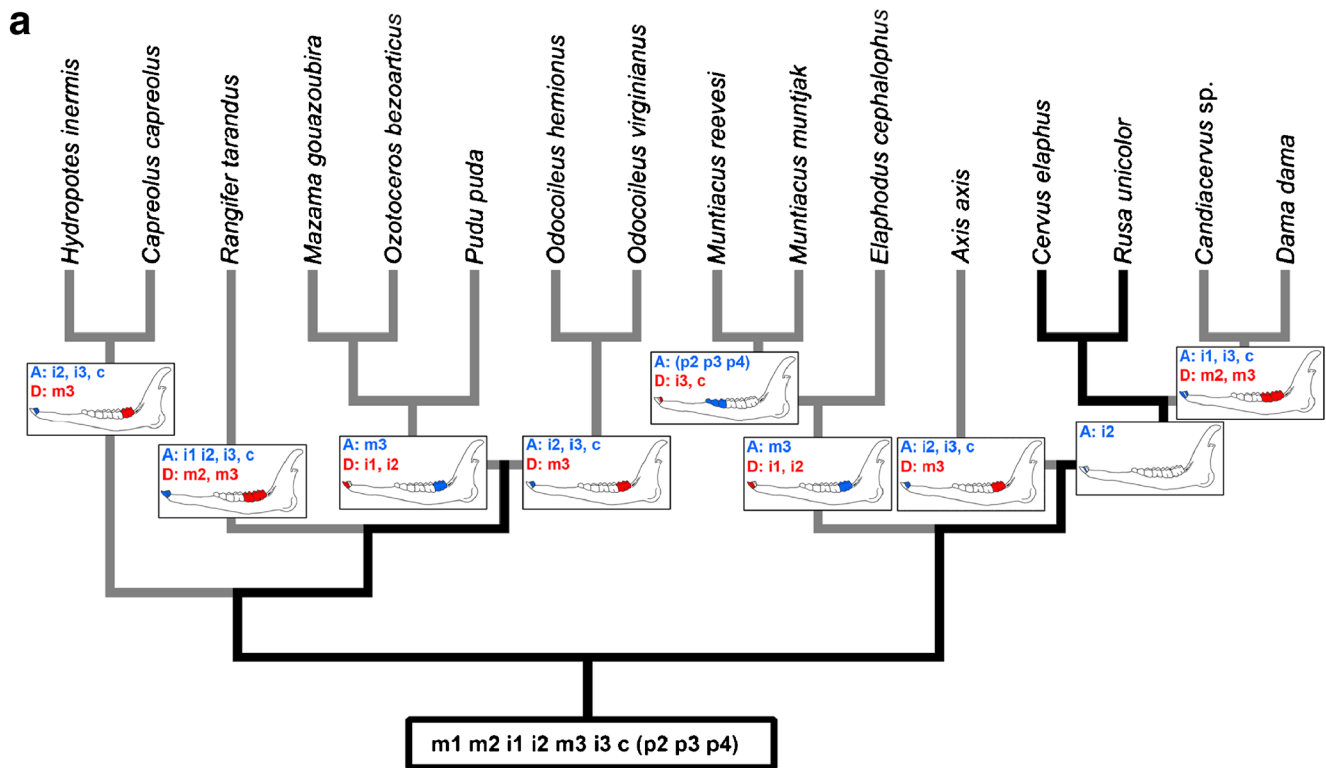 a
Hydropotes inermis
Capreolus capreolus
Rangifer tarandus
Mazama gouazoubira
Ozotoceros bezoarticus
Pudu puda
Odocoileus hemionus
Odocoileus virginianus
Muntiacus reevesi
Muntiacus muntjak
Elaphodus cephalophus
Axis axis
Cervus elaphus
Rusa unicolor
Candiacervus sp.
Dama dama
A: i2, i3, c
D: m3
A: i1 i2, i3, c
D: m2, m3
A: m3
D: i1, i2
A: i2, i3, c
D: m3
A: (p2 p3 p4)
D: i3, c
A: m3
D: i1, i2
A: i2, i3, c
D: m3
A: i2
A: i1, i3, c
D: m2, m3
m1 m2 i1 i2 m3 i3 c (p2 p3 p4)